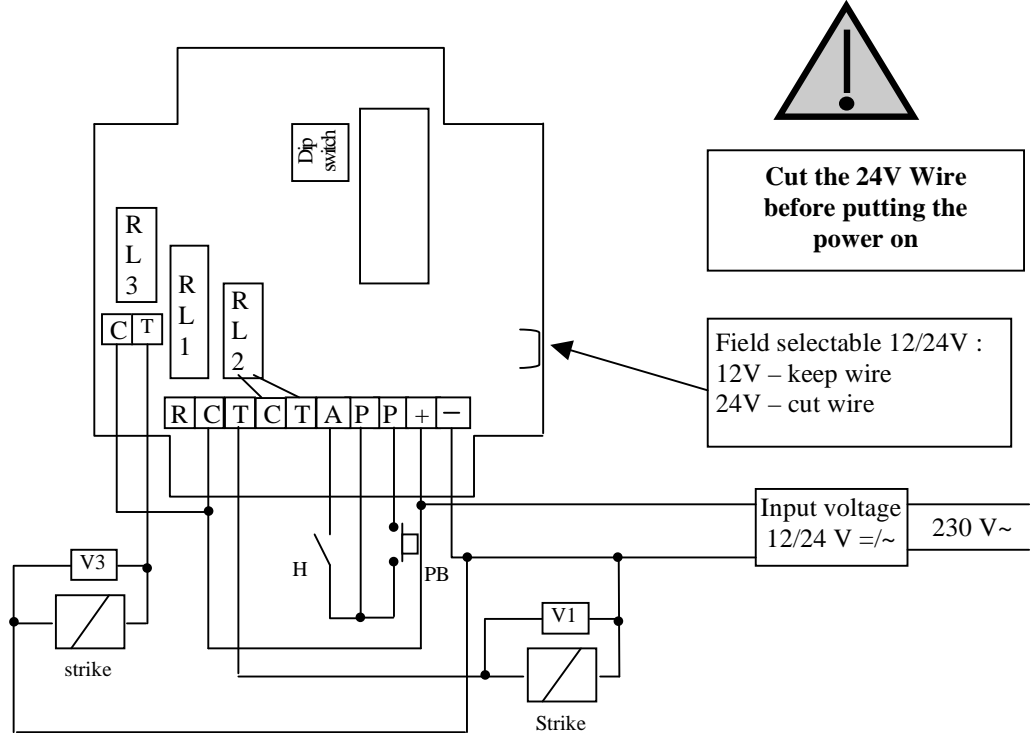 Dip
switch
Cut the 24V Wire
before putting the
power on
R
L
3
R
L
1
R
L
2
C T
Field selectable 12/24V :
12V – keep wire
24V – cut wire
R C T C T A P P + –
Input voltage
12/24 V =/~
230 V~
V3
H
PB
V1
strike
Strike